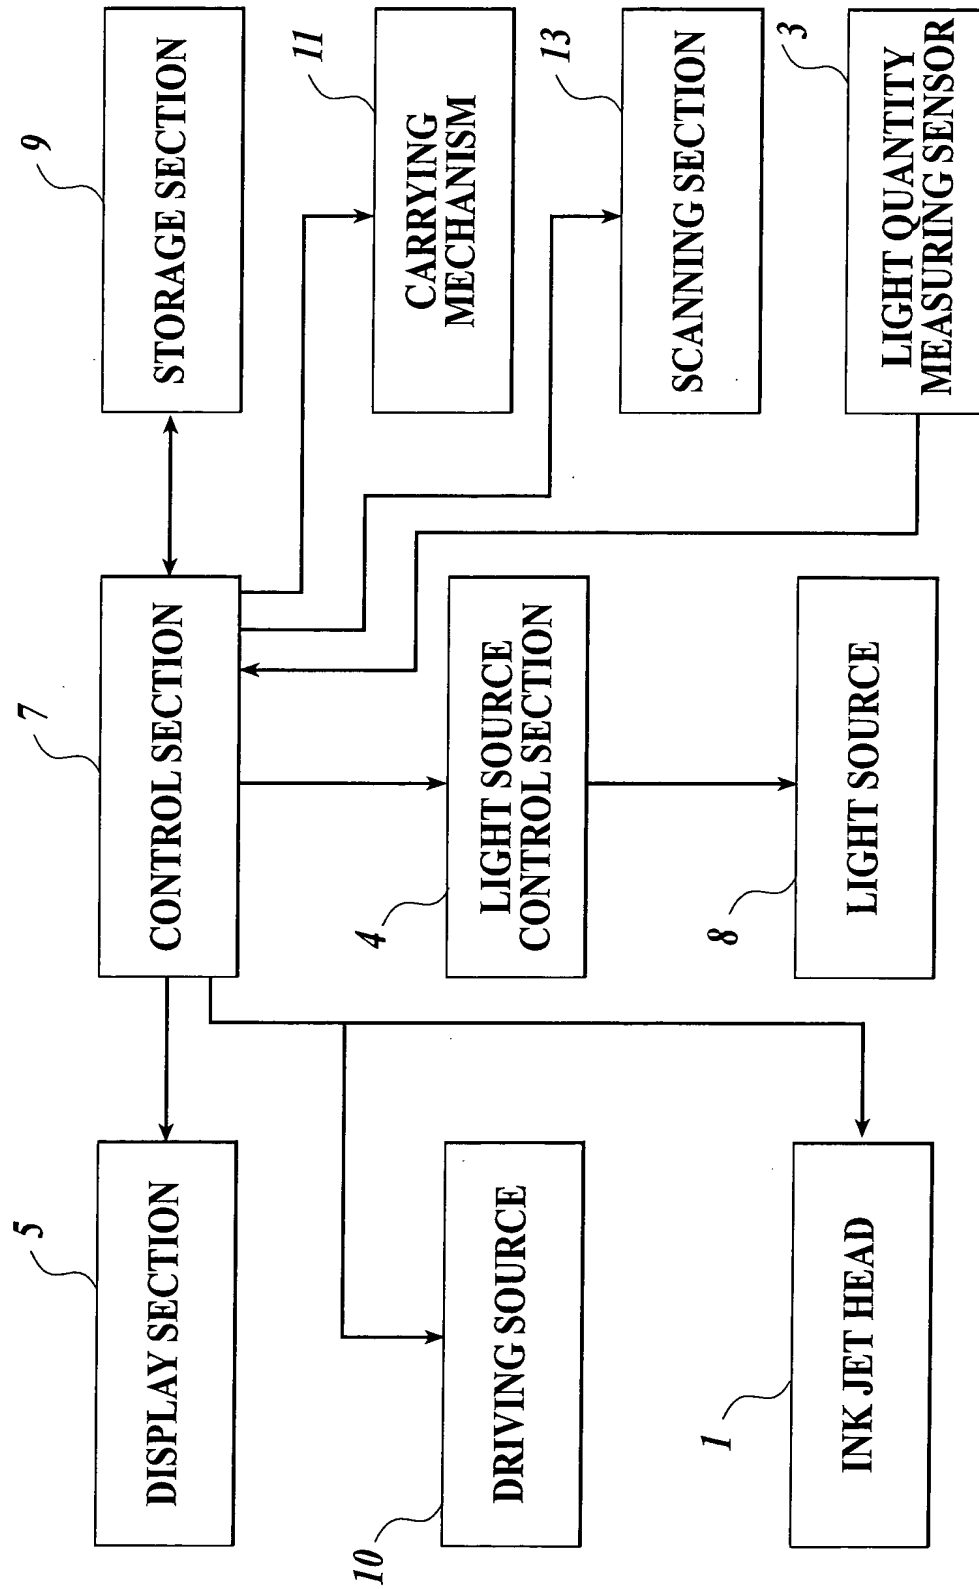 5
DISPLAY SECTION
7
CONTROL SECTION
9
STORAGE SECTION
10
DRIVING SOURCE
4
LIGHT SOURCE
CONTROL SECTION
11
CARRYING
MECHANISM
1
INK JET HEAD
8
LIGHT SOURCE
13
SCANNING SECTION
3
LIGHT QUANTITY
MEASURING SENSOR